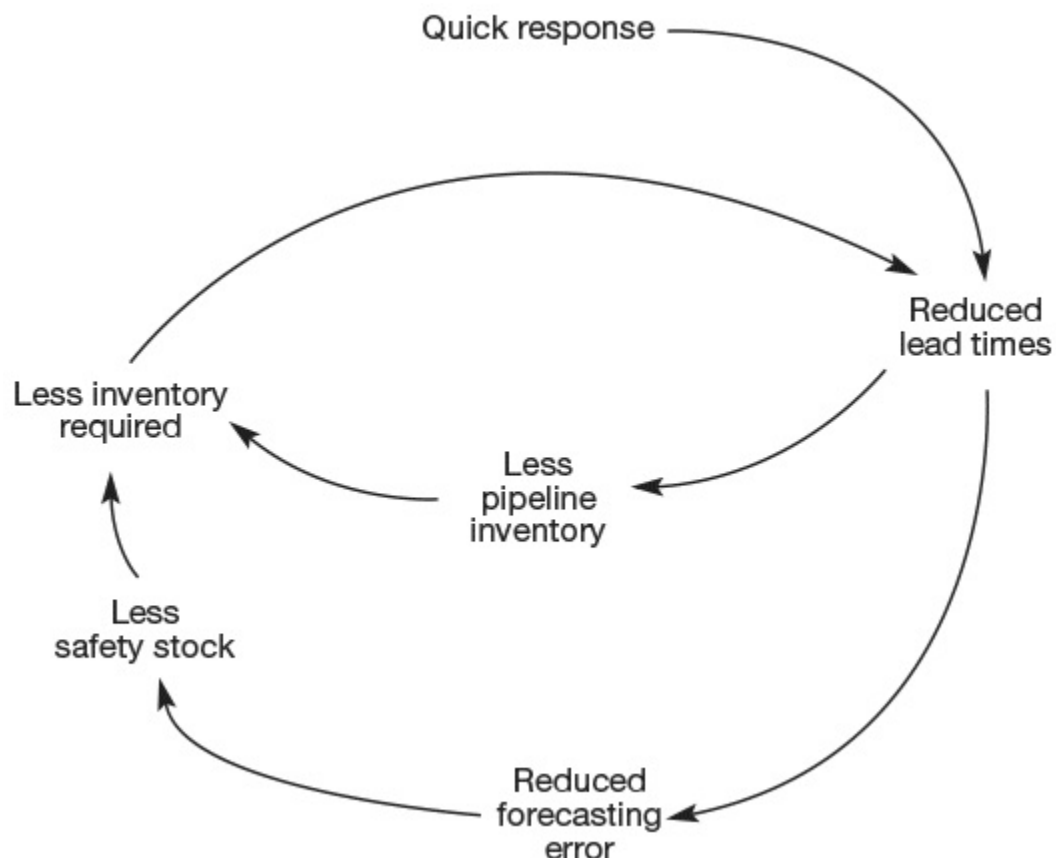 Quick response
Reduced
lead times
Less inventory
required
Less
pipeline
inventory
Less
safety stock
Reduced
forecasting
error